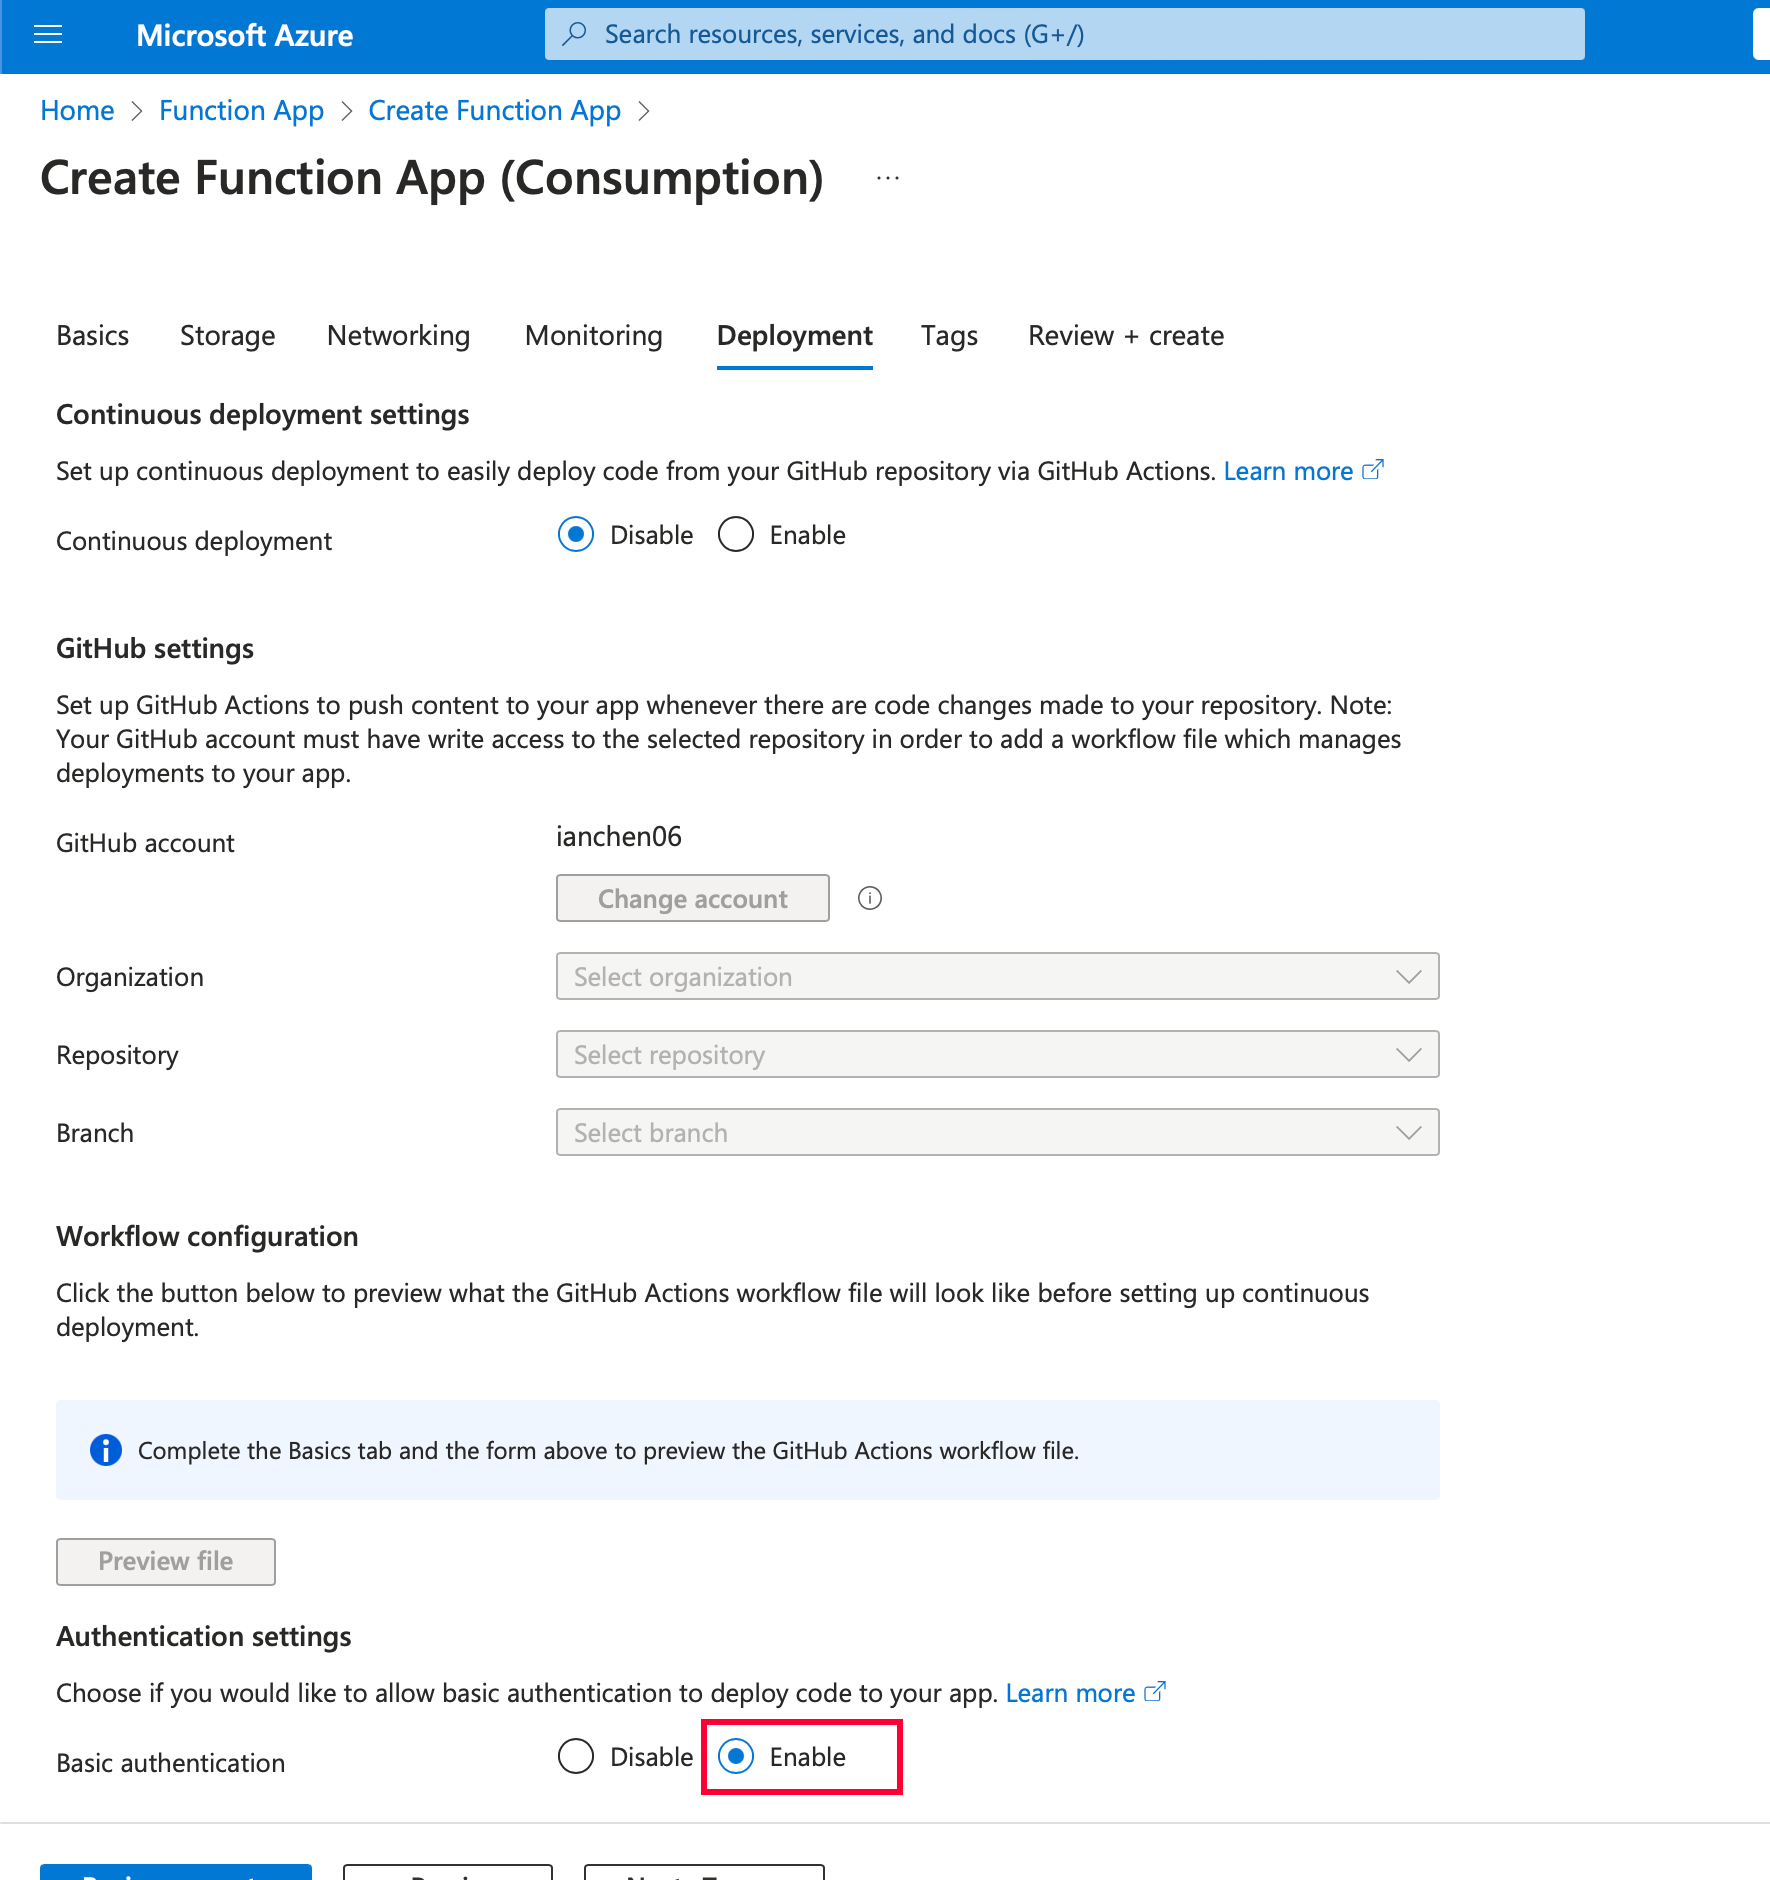 Microsoft Azure
Search resources, services, and docs (G+/)
Home > Function App > Create Function App >
Create Function App (Consumption) ...
Basics Storage Networking Monitoring Deployment Tags Review + create
Continuous deployment settings
Set up continuous deployment to easily deploy code from your GitHub repository via GitHub Actions. Learn more
Continuous deployment Disable Enable
GitHub settings
Set up GitHub Actions to push content to your app whenever there are code changes made to your repository. Note:
Your GitHub account must have write access to the selected repository in order to add a workflow file which manages
deployments to your app.
GitHub account ianchen06
Change account
Organization Select organization
Repository Select repository
Branch Select branch
Workflow configuration
Click the button below to preview what the GitHub Actions workflow file will look like before setting up continuous
deployment.
Complete the Basics tab and the form above to preview the GitHub Actions workflow file.
Preview file
Authentication settings
Choose if you would like to allow basic authentication to deploy code to your app. Learn more
Basic authentication Disable Enable